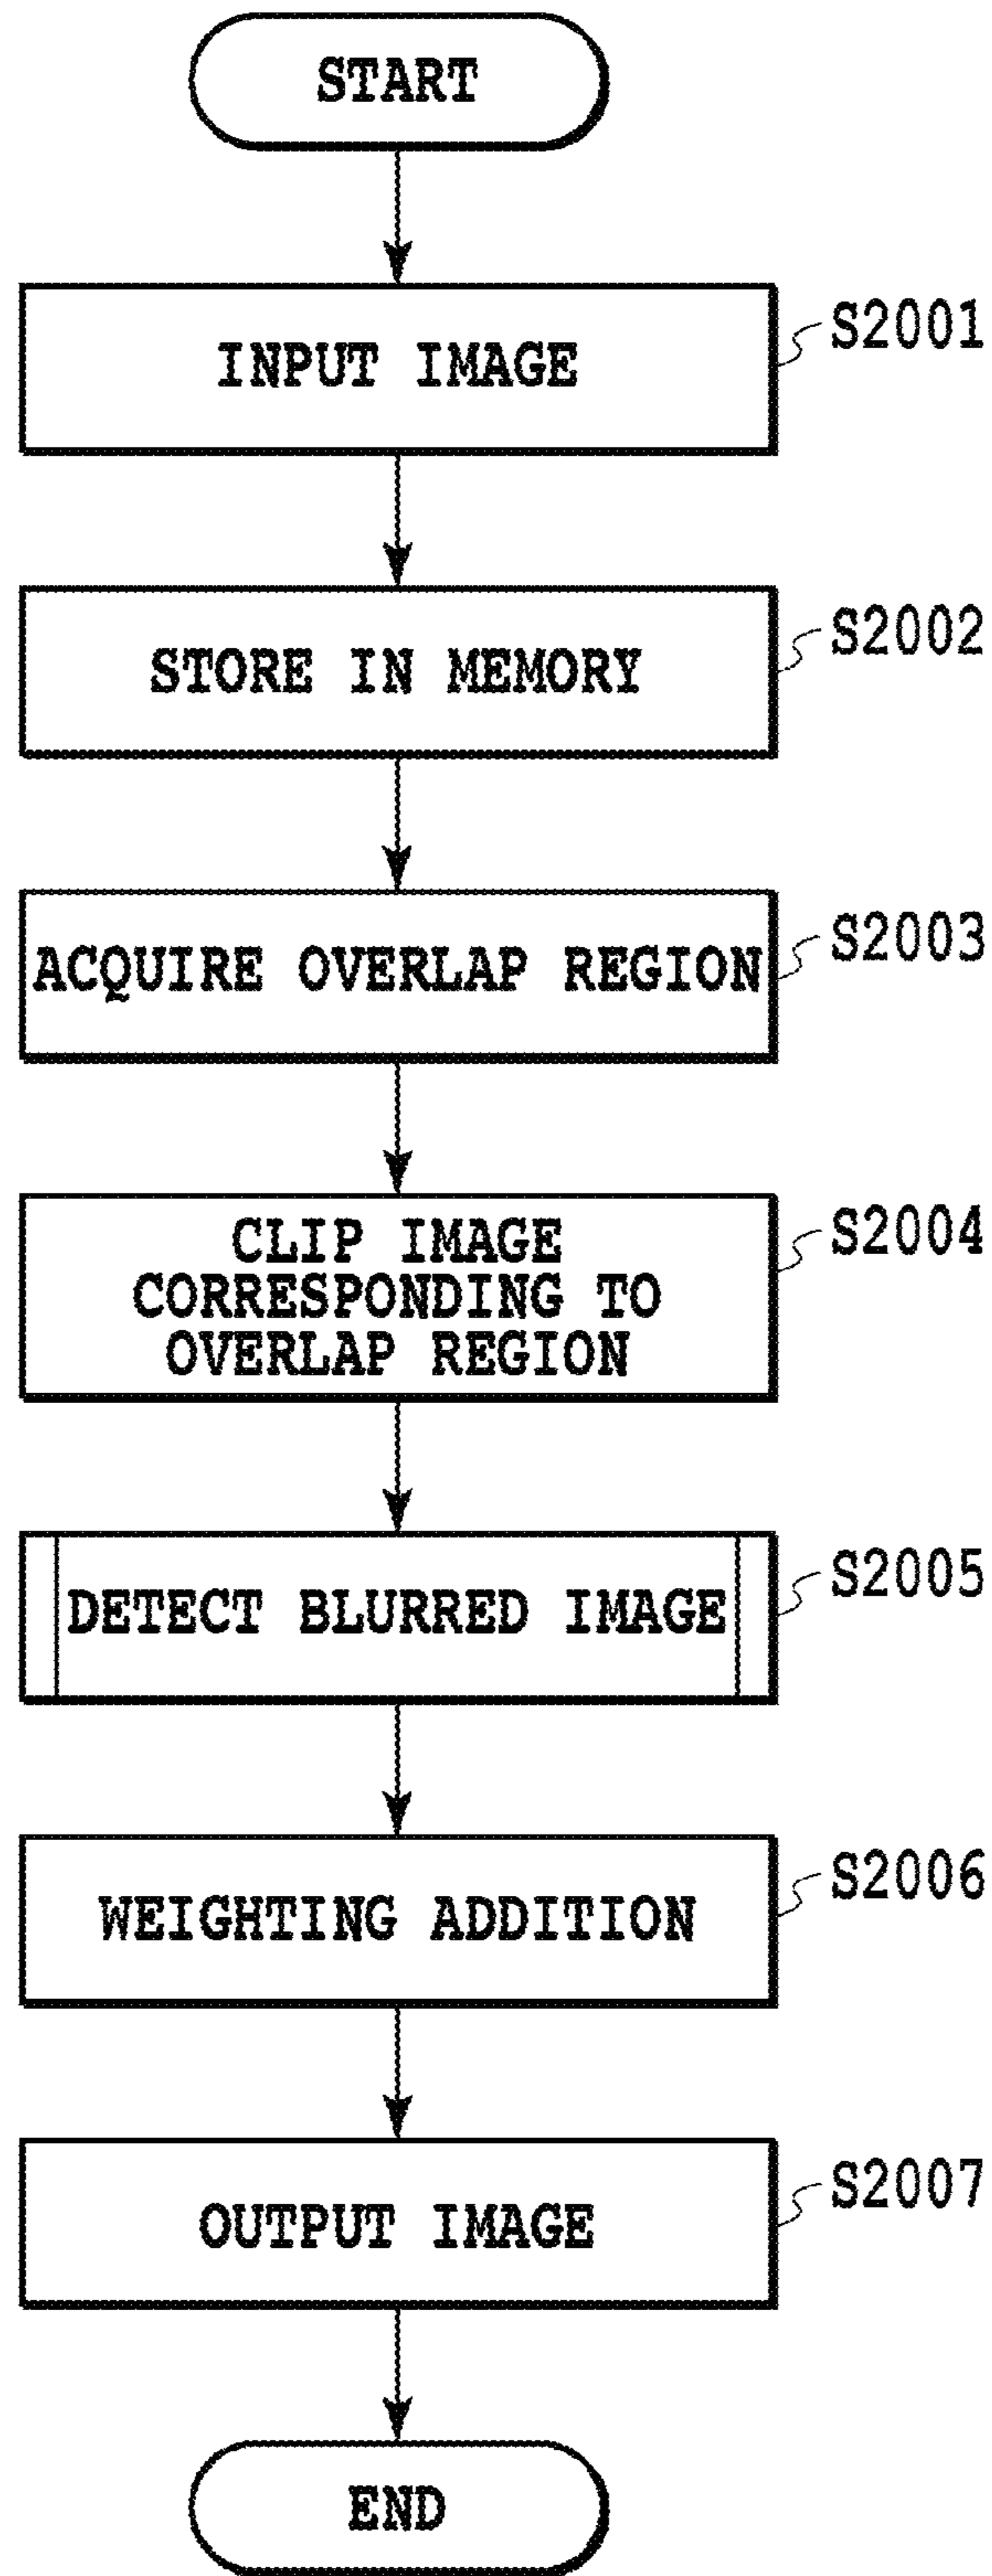 START
INPUT IMAGE
S2001
STORE IN MEMORY
S2002
ACQUIRE OVERLAP REGION
S2003
CLIP IMAGE
CORRESPONDING TO
OVERLAP REGION
S2004
DETECT BLURRED IMAGE
S2005
WEIGHTING ADDITION
S2006
OUTPUT IMAGE
S2007
END